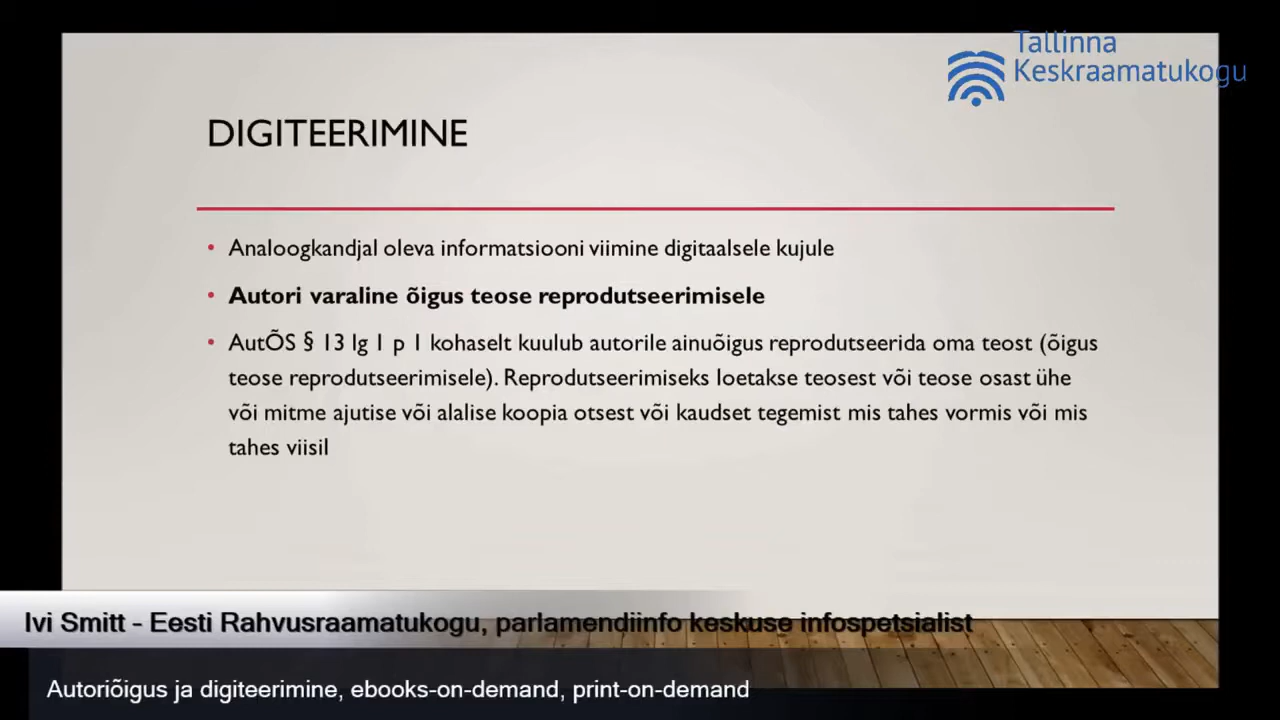 Tallinna
Keskraamatukogu
DIGITEERIMINE
• Analoogkandjal oleva informatsiooni viimine digitaalsele kujule
• Autori varaline õigus teose reprodutseerimisele
• AutÕS § 13 lg 1 p 1 kohaselt kuulub autorile ainuõigus reprodutseerida oma teost (õigus
teose reprodutseerimisele). Reprodutseerimiseks loetakse teosest või teose osast ühe
või mitme ajutise või alalise koopia otsest või kaudset tegemist mis tahes vormis või mis
tahes viisil
Ivi Smitt - Eesti Rahvusraamatukogu, parlamendiinfo keskuse infospetsialist
Autoriõigus ja digiteerimine, ebooks-on-demand, print-on-demand